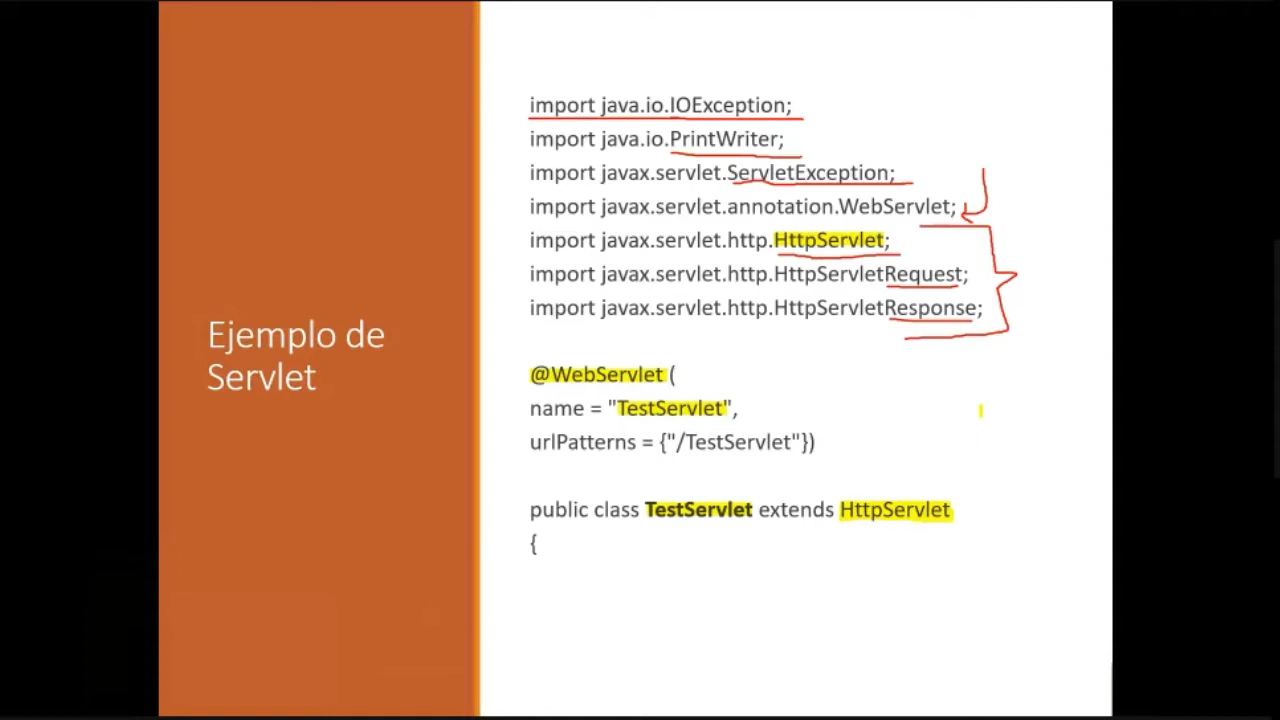 Ejemplo de
Servlet
import java.io.IOException;
import java.io.PrintWriter;
import javax.servlet.ServletException;
import javax.servlet.annotation.WebServlet;
import javax.servlet.http.HttpServlet;
import javax.servlet.http.HttpServletRequest;
import javax.servlet.http.HttpServletResponse;
@WebServlet (
name = "TestServlet",
urlPatterns = {"/TestServlet"})
public class TestServlet extends HttpServlet
{